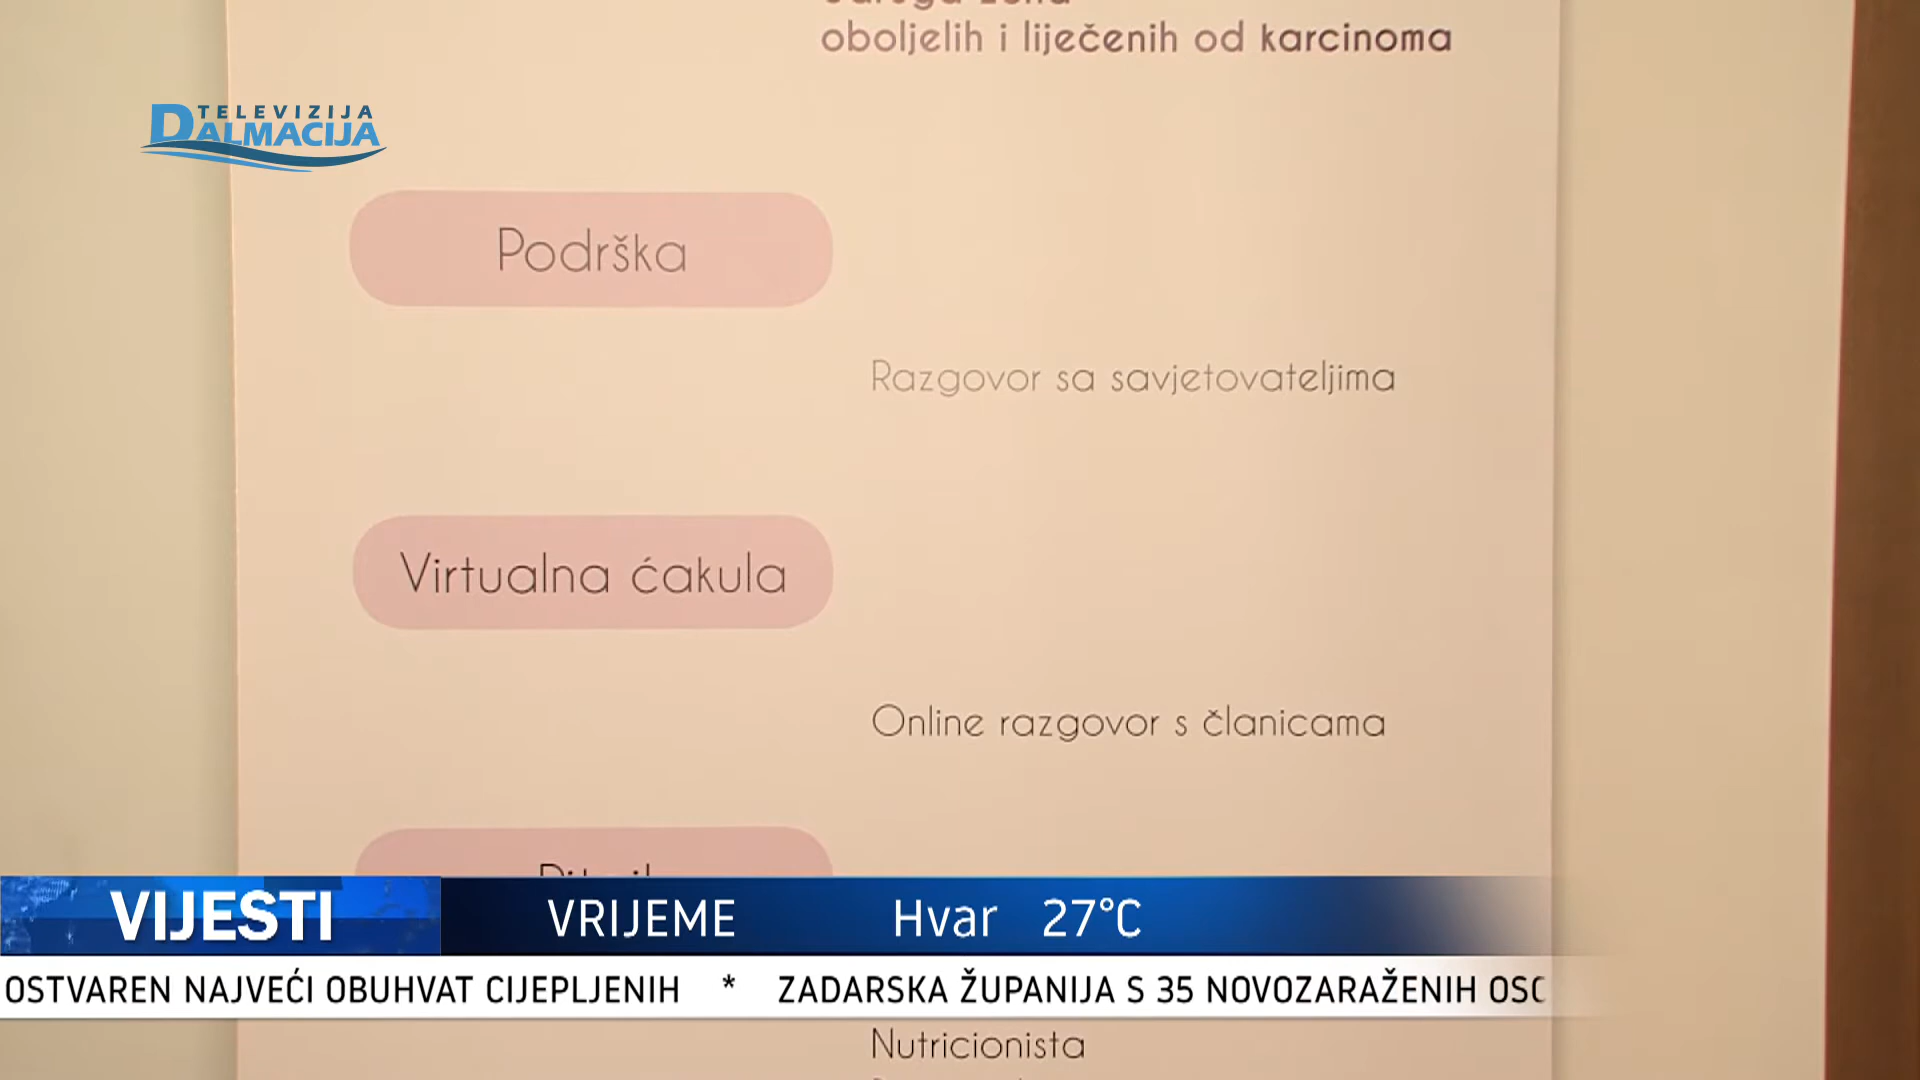 oboljelih i liječenih od karcinoma
TELEVIZIJA
DALMACIJA
Podrška
Razgovor sa savjetovateljima
Virtualna ćakula
Online razgovor s članicama
VIJESTI VRIJEME Hvar 27°C
OSTVAREN NAJVEĆI OBUHVAT CIJEPLJENIH * ZADARSKA ŽUPANIJA S 35 NOVOZARAŽENIH
Nutricionista